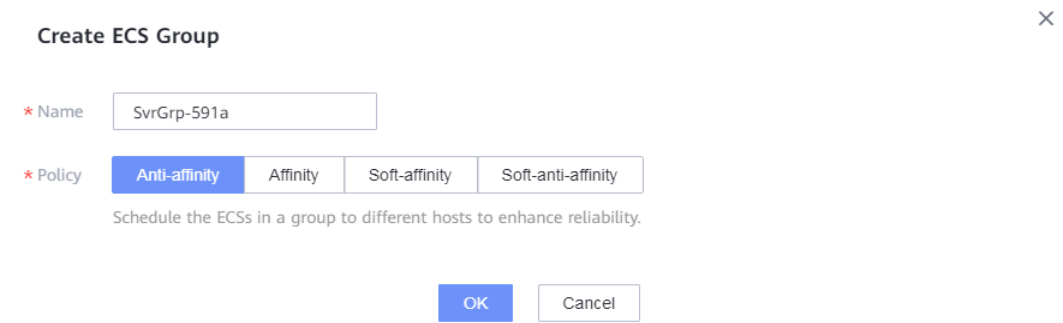 Create ECS Group
* Name SvrGrp-591a
* Policy Anti-affinity Affinity Soft-affinity Soft-anti-affinity
Schedule the ECSs in a group to different hosts to enhance reliability.
OK Cancel